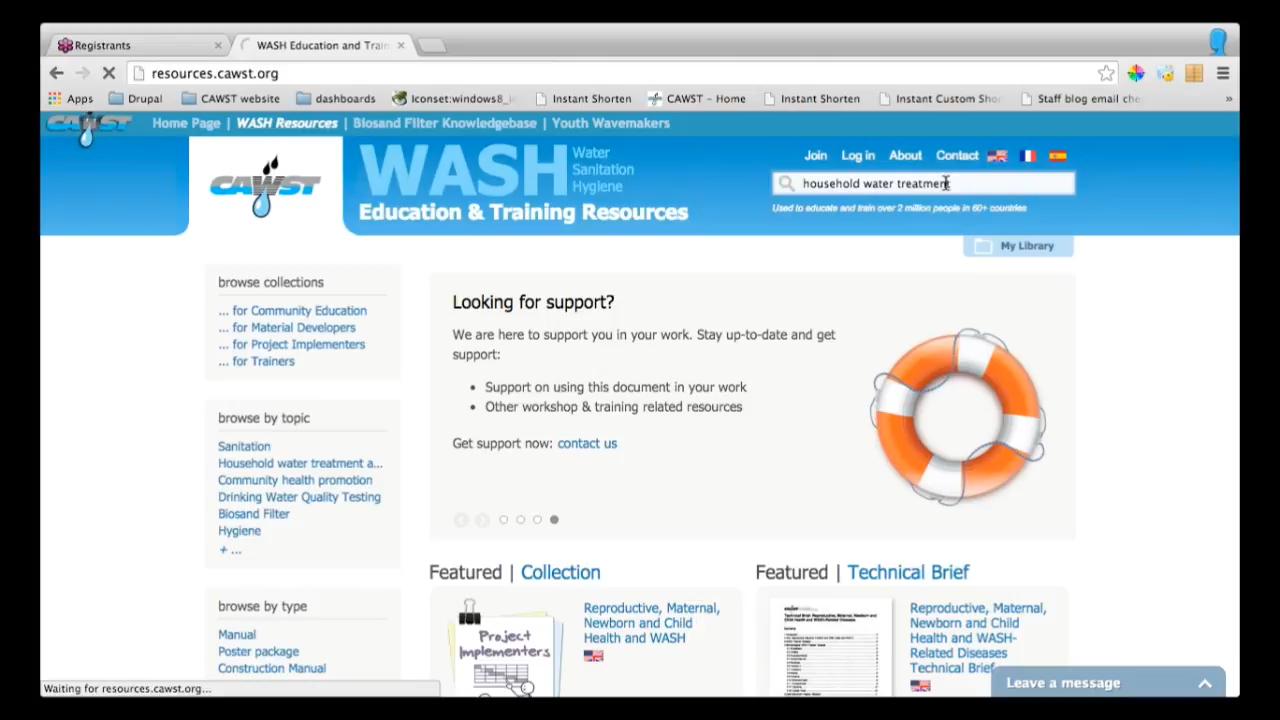 Registrants
WASH Education and Train
resources.cawst.org
Apps
Drupal
CAWST website
dashboards
Iconset:windows8_i
Instant Shorten
CAWST - Home
Instant Shorten
Instant Custom Sho
Staff blog email che
»
CAWST
Home Page | WASH Resources | Biosand Filter Knowledgebase | Youth Wavemakers
CAWST
WASH
Water
Sanitation
Hygiene
Education & Training Resources
Join Log in About Contact
household water treatment
Used to educate and train over 2 million people in 60+ countries
My Library
browse collections
... for Community Education
... for Material Developers
... for Project Implementers
... for Trainers
browse by topic
Sanitation
Household water treatment a...
Community health promotion
Drinking Water Quality Testing
Biosand Filter
Hygiene
+ ...
browse by type
Manual
Poster package
Construction Manual
Looking for support?
We are here to support you in your work. Stay up-to-date and get
support:
• Support on using this document in your work
• Other workshop & training related resources
Get support now: contact us
Featured | Collection
Project
Implementers
Reproductive, Maternal,
Newborn and Child
Health and WASH
Featured | Technical Brief
Reproductive, Maternal,
Newborn and Child
Health and WASH-
Related Diseases
Technical Brief
Leave a message
Waiting for resources.cawst.org...